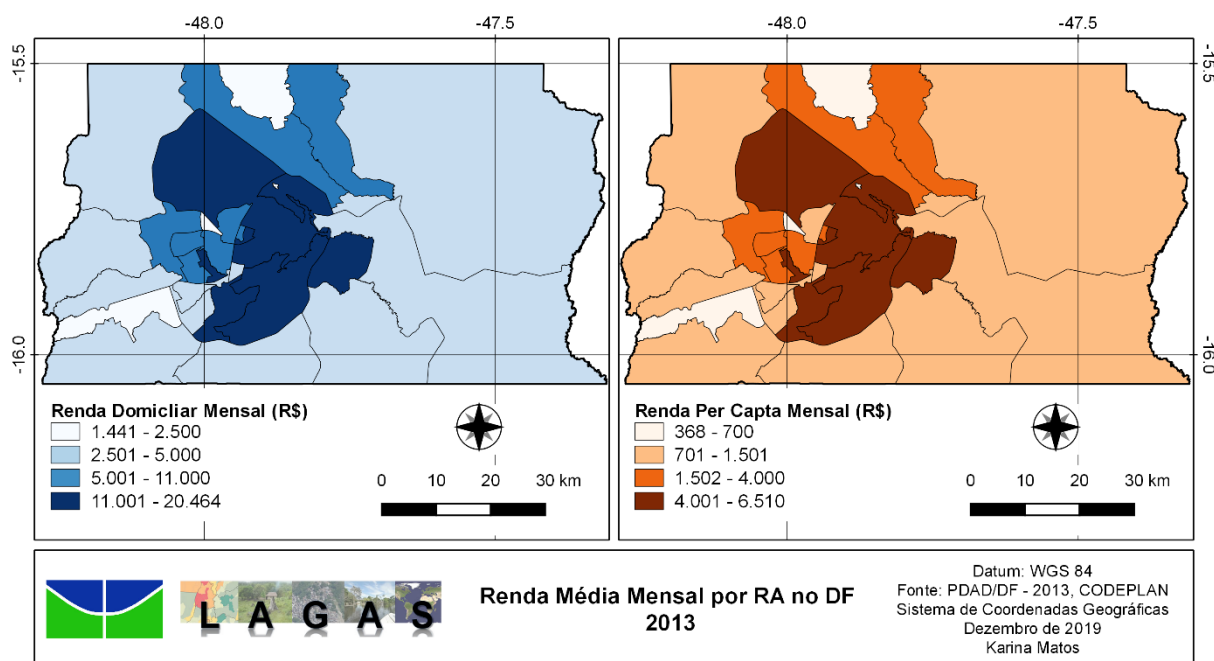 -48.0
-47.5
-48.0
-47.5
-15.5
-15.5
-16.0
-16.0
Renda Domicliar Mensal (R$)
1.441 - 2.500
2.501 - 5.000
5.001 - 11.000
11.001 - 20.464
0 10 20 30 km
Renda Per Capta Mensal (R$)
368 - 700
701 - 1.501
1.502 - 4.000
4.001 - 6.510
0 10 20 30 km
L A G A S
Renda Média Mensal por RA no DF
2013
Datum: WGS 84
Fonte: PDAD/DF - 2013, CODEPLAN
Sistema de Coordenadas Geográficas
Dezembro de 2019
Karina Matos